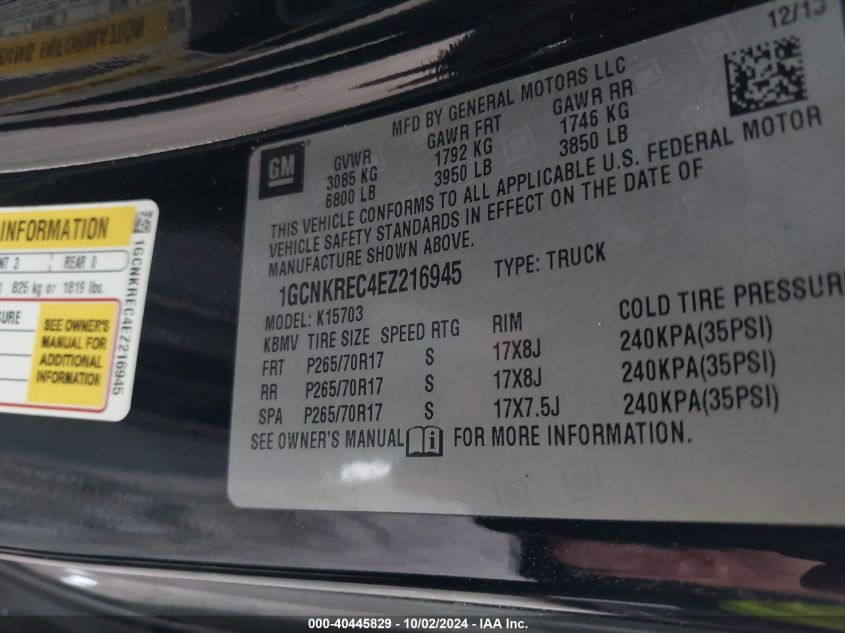 12/13
MFD BY GENERAL MOTORS LLC
GM
GVWR GAWR FRT GAWR RR
3085 KG 1792 KG 1746 KG
6800 LB 3950 LB 3850 LB
THIS VEHICLE CONFORMS TO ALL APPLICABLE U.S. FEDERAL MOTOR
VEHICLE SAFETY STANDARDS IN EFFECT ON THE DATE OF
MANUFACTURE SHOWN ABOVE.
1GCNKREC4EZ216945 TYPE: TRUCK
MODEL: K15703
KBMV TIRE SIZE SPEED RTG RIM COLD TIRE PRESSURE
FRT P265/70R17 S 17X8J 240KPA(35PSI)
RR P265/70R17 S 17X8J 240KPA(35PSI)
SPA P265/70R17 S 17X7.5J 240KPA(35PSI)
SEE OWNER'S MANUAL FOR MORE INFORMATION.
INFORMATION
REAR 0
825 kg or 1819 lbs.
SEE OWNER'S
MANUAL FOR
ADDITIONAL
INFORMATION
1GCNKREC4EZ216945
000-40445829 - 10/02/2024 - IAA Inc.